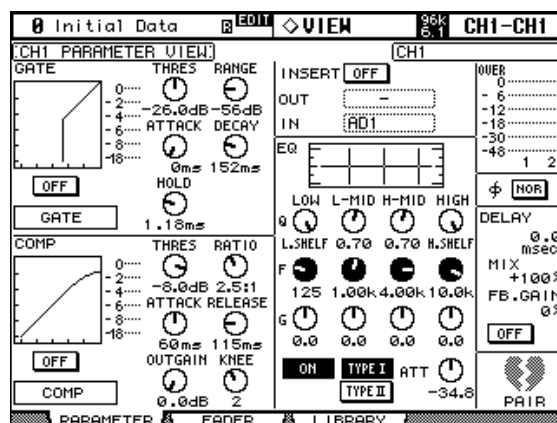 0 Initial Data R EDIT ◇VIEW 96k 6.1 CH1-CH1
CH1 PARAMETER VIEW CH1
GATE
THRES RANGE
0
-2
-4
-6
-8
-18
-26.0dB -56dB
ATTACK DECAY
0ms 152ms
HOLD
1.18ms
OFF
GATE
COMP
THRES RATIO
0
-2
-4
-6
-8
-18
-8.0dB 2.5:1
ATTACK RELEASE
60ms 115ms
OUTGAIN KNEE
0.0dB 2
OFF
COMP
INSERT OFF
OUT -
IN AD1
EQ
LOW L-MID H-MID HIGH
Q
L.SHELF 0.70 0.70 H.SHELF
F
125 1.00k 4.00k 10.0k
G
0.0 0.0 0.0 0.0
ON TYPE I ATT
TYPE II -34.8
OVER
0
-6
-12
-18
-30
-48
1 2
ϕ NOR
DELAY
0.0
msec
MIX
+100%
FB.GAIN
0%
OFF
PAIR
PARAMETER FADER LIBRARY